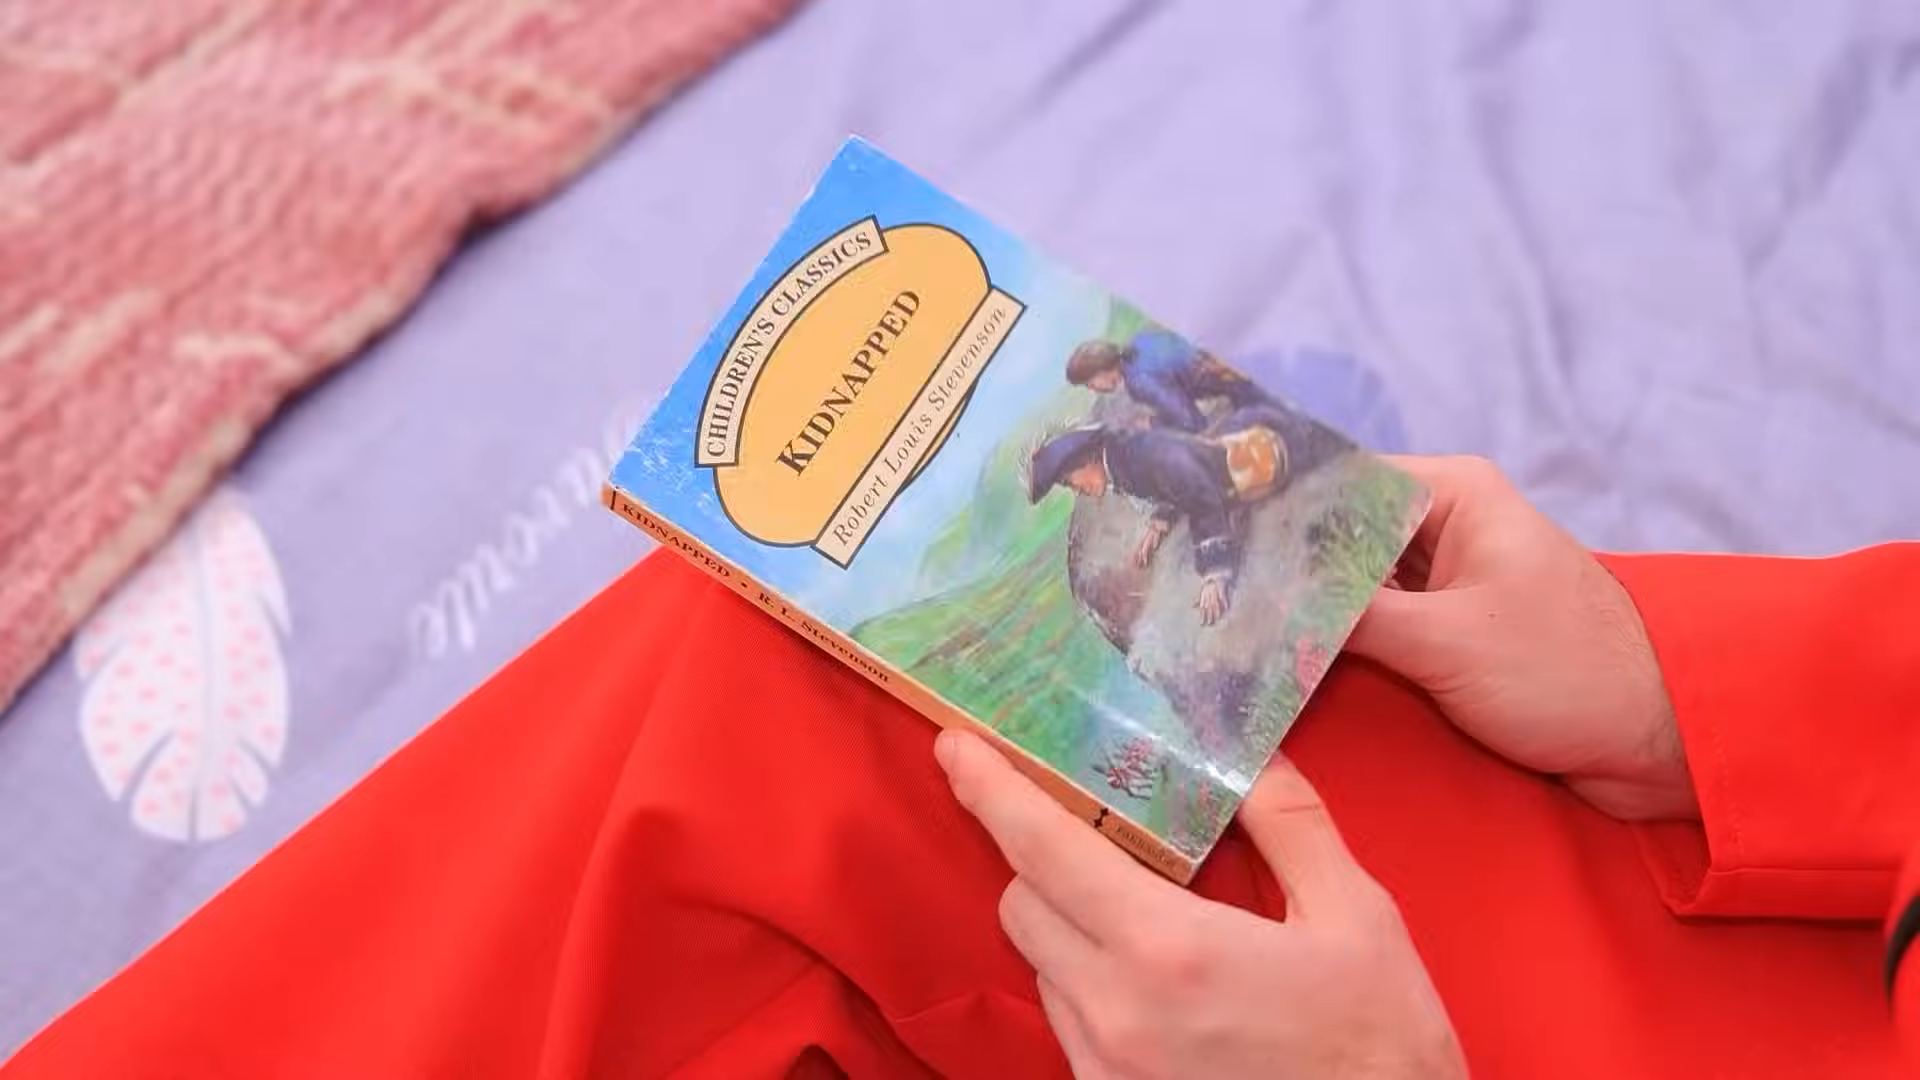 CHILDREN'S CLASSICS
KIDNAPPED
Robert Louis Stevenson
KIDNAPPED • R. L. Stevenson